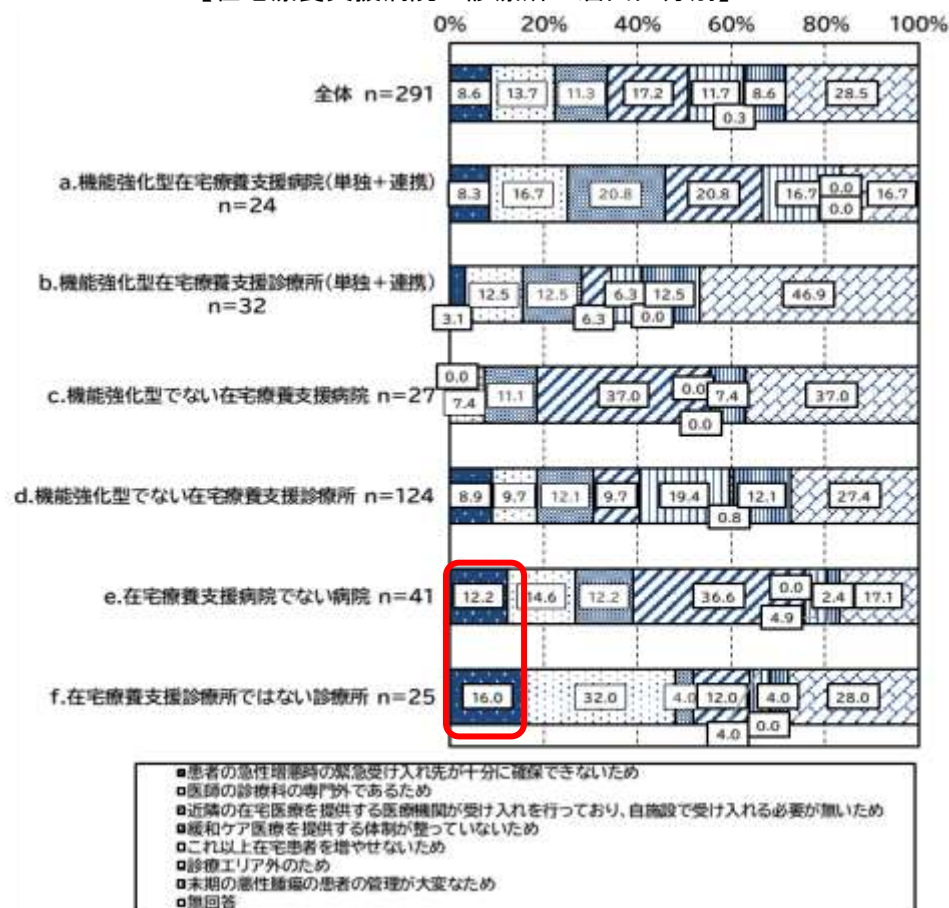 0% 20% 40% 60% 80% 100%
全体 n=291
8.6 13.7 11.3 17.2 11.7 8.6 28.5
0.3
a.機能強化型在宅療養支援病院(単独+連携)
n=24
8.3 16.7 20.8 20.8 16.7 0.0 16.7
0.0
b.機能強化型在宅療養支援診療所(単独+連携)
n=32
12.5 12.5 6.3 12.5 46.9
3.1 6.3 0.0
c.機能強化型でない在宅療養支援病院 n=27
0.0
7.4 11.1 37.0 0.0 7.4 37.0
0.0
d.機能強化型でない在宅療養支援診療所 n=124
8.9 9.7 12.1 9.7 19.4 12.1 27.4
0.8
e.在宅療養支援病院でない病院 n=41
12.2 14.6 12.2 36.6 0.0 2.4 17.1
4.9
f.在宅療養支援診療所ではない診療所 n=25
16.0 32.0 4.0 12.0 4.0 28.0
4.0 0.0
患者の急性増悪時の緊急受け入れ先が十分に確保できないため
医師の診療科の専門外であるため
近隣の在宅医療を提供する医療機関が受け入れを行っており、自施設で受け入れる必要が無いため
緩和ケア医療を提供する体制が整っていないため
これ以上在宅患者を増やせないため
診療エリア外のため
末期の悪性腫瘍の患者の管理が大変なため
無回答